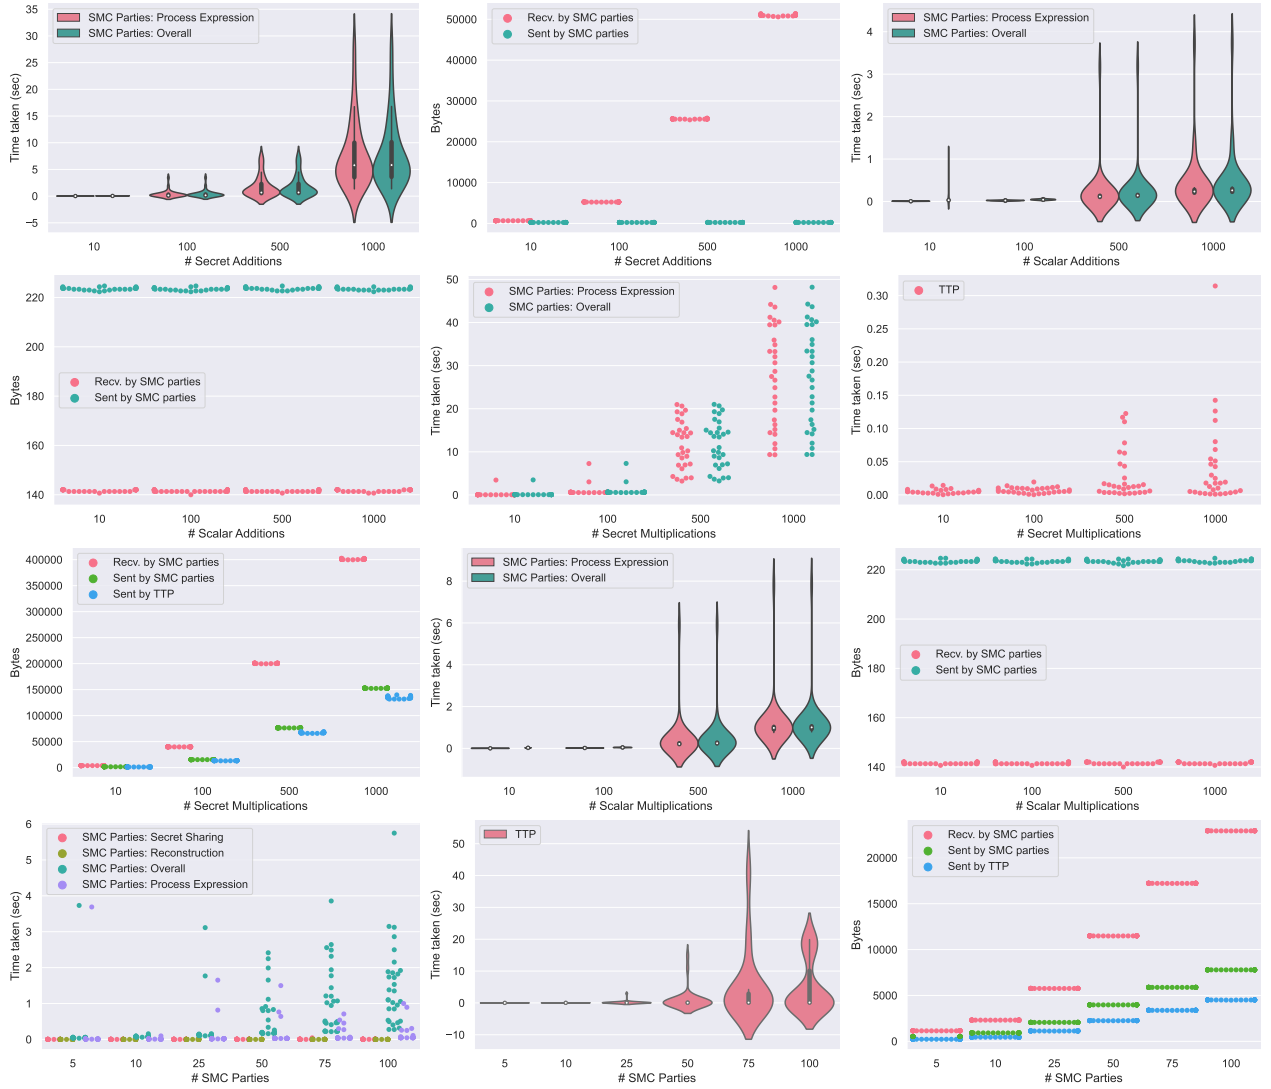 SMC Parties: Process Expression
SMC Parties: Overall
Time taken (sec)
35
30
25
20
15
10
5
0
−5
10 100 500 1000
# Secret Additions
Recv. by SMC parties
Sent by SMC parties
Bytes
50000
40000
30000
20000
10000
0
10 100 500 1000
# Secret Additions
SMC Parties: Process Expression
SMC Parties: Overall
Time taken (sec)
4
3
2
1
0
10 100 500 1000
# Scalar Additions
220
200
180
160
140
Bytes
Recv. by SMC parties
Sent by SMC parties
10 100 500 1000
# Scalar Additions
SMC Parties: Process Expression
SMC parties: Overall
Time taken (sec)
50
40
30
20
10
0
10 100 500 1000
# Secret Multiplications
TTP
Time taken (sec)
0.30
0.25
0.20
0.15
0.10
0.05
0.00
10 100 500 1000
# Secret Multiplications
Recv. by SMC parties
Sent by SMC parties
Sent by TTP
Bytes
400000
350000
300000
250000
200000
150000
100000
50000
0
10 100 500 1000
# Secret Multiplications
SMC Parties: Process Expression
SMC Parties: Overall
Time taken (sec)
8
6
4
2
0
10 100 500 1000
# Scalar Multiplications
220
200
180
160
140
Bytes
Recv. by SMC parties
Sent by SMC parties
10 100 500 1000
# Scalar Multiplications
SMC Parties: Secret Sharing
SMC Parties: Reconstruction
SMC Parties: Overall
SMC Parties: Process Expression
Time taken (sec)
6
5
4
3
2
1
0
5 10 25 50 75 100
# SMC Parties
TTP
Time taken (sec)
50
40
30
20
10
0
−10
5 10 25 50 75 100
# SMC Parties
Recv. by SMC parties
Sent by SMC parties
Sent by TTP
Bytes
20000
15000
10000
5000
0
5 10 25 50 75 100
# SMC Parties